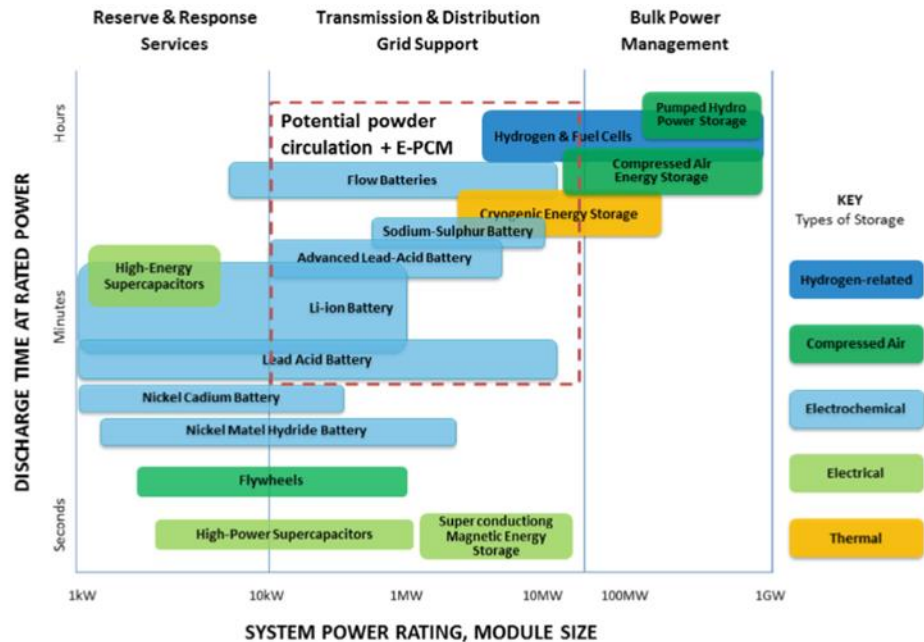 Reserve & Response
Services
Transmission & Distribution
Grid Support
Bulk Power
Management
DISCHARGE TIME AT RATED POWER
Hours
Minutes
Seconds
Potential powder
circulation + E-PCM
Pumped Hydro
Power Storage
Hydrogen & Fuel Cells
Compressed Air
Energy Storage
Flow Batteries
Cryogenic Energy Storage
Sodium-Sulphur Battery
Advanced Lead-Acid Battery
High-Energy
Supercapacitors
Li-ion Battery
Lead Acid Battery
Nickel Cadium Battery
Nickel Matel Hydride Battery
Flywheels
High-Power Supercapacitors
Super conductiong
Magnetic Energy
Storage
1kW
10kW
1MW
10MW
100MW
1GW
SYSTEM POWER RATING, MODULE SIZE
KEY
Types of Storage
Hydrogen-related
Compressed Air
Electrochemical
Electrical
Thermal